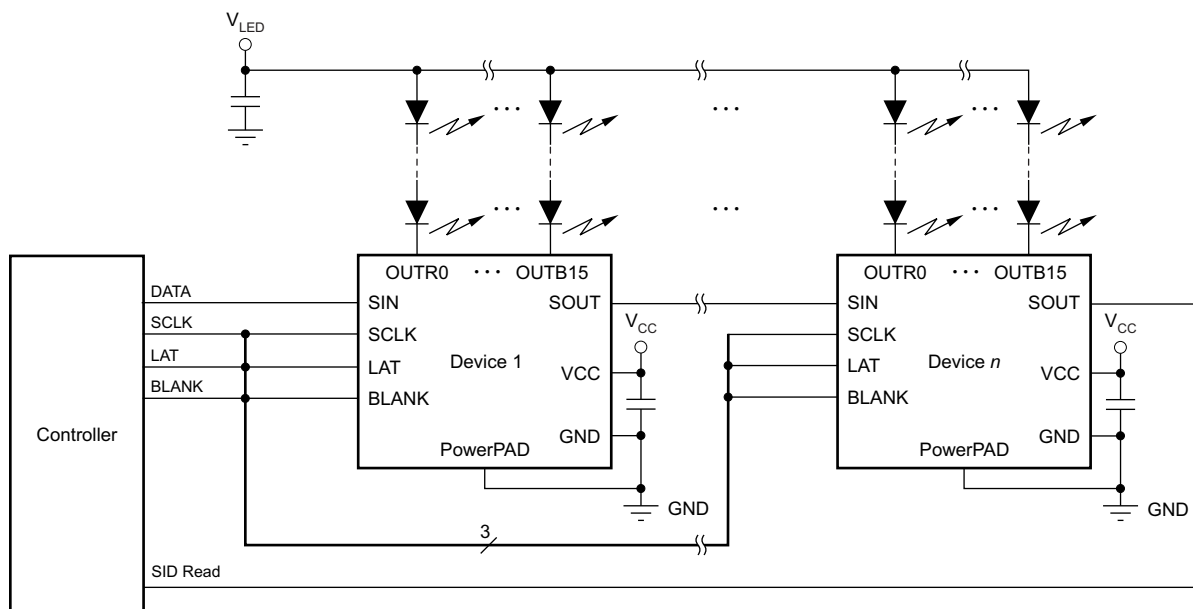 VLED
... ...
...
... ...
...
OUTR0 ... OUTB15
OUTR0 ... OUTB15
DATA
SIN
SOUT
SIN
SOUT
SCLK
SCLK
VCC
SCLK
VCC
LAT
LAT
Device 1
VCC
LAT
Device n
VCC
BLANK
BLANK
BLANK
Controller
GND
GND
PowerPAD
PowerPAD
GND
GND
3
SID Read